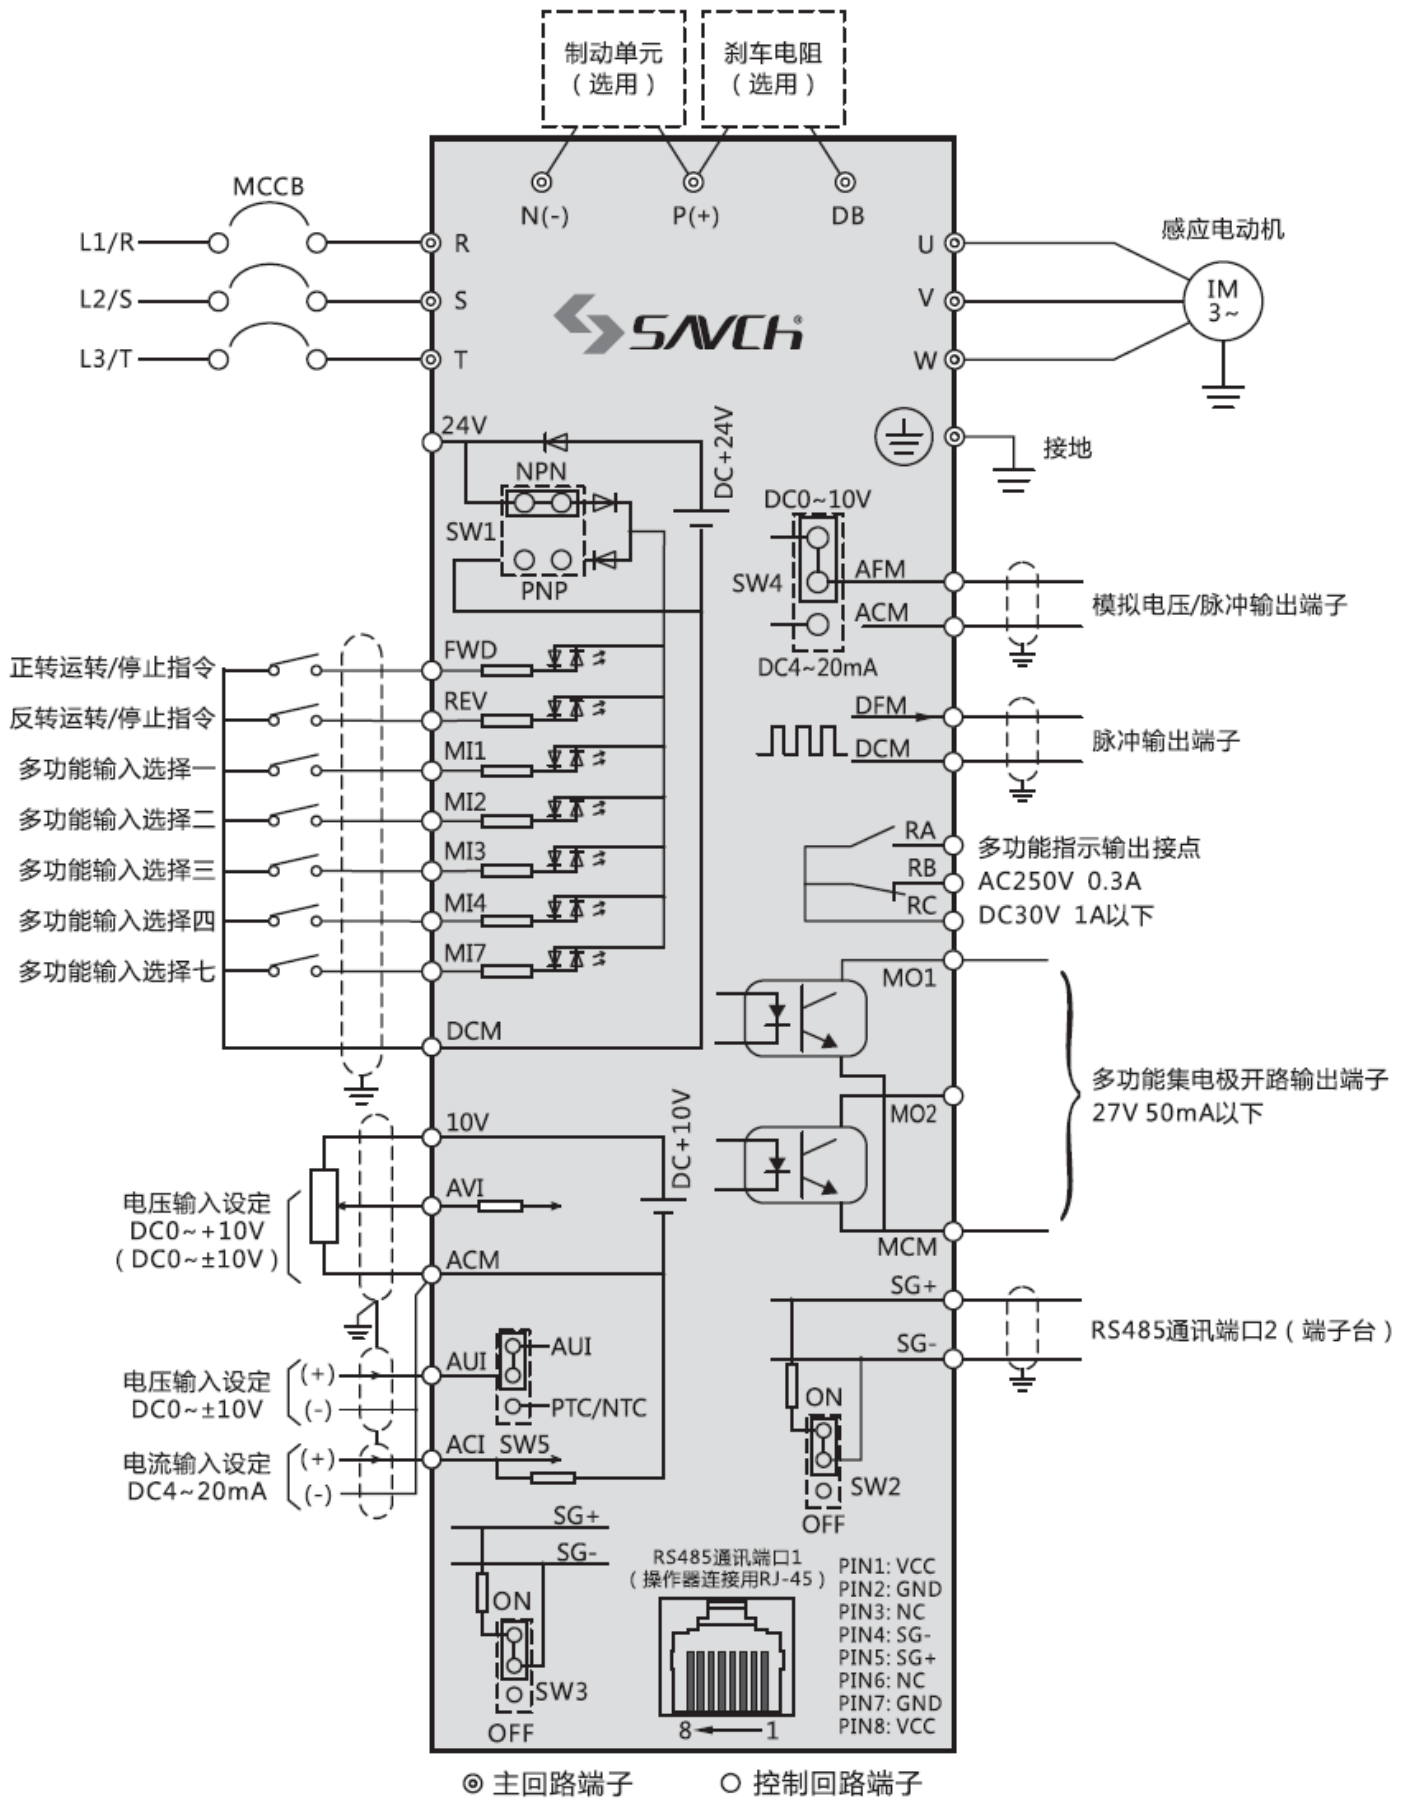 制动单元
（选用）
刹车电阻
（选用）
N(-)
P(+)
DB
MCCB
L1/R
R
L2/S
S
L3/T
T
U
V
W
感应电动机
IM
3~
SAVCh®
24V
NPN
SW1
PNP
DC+24V
接地
DC0~10V
SW4
AFM
ACM
DC4~20mA
模拟电压/脉冲输出端子
DFM
DCM
脉冲输出端子
正转运转/停止指令
FWD
反转运转/停止指令
REV
多功能输入选择一
MI1
多功能输入选择二
MI2
多功能输入选择三
MI3
多功能输入选择四
MI4
多功能输入选择七
MI7
DCM
RA
RB
RC
多功能指示输出接点
AC250V 0.3A
DC30V 1A以下
MO1
MO2
MCM
多功能集电极开路输出端子
27V 50mA以下
10V
DC+10V
AVI
ACM
电压输入设定
DC0~+10V
（DC0~±10V）
AUI
AUI
PTC/NTC
电压输入设定
DC0~±10V
(+)
(-)
ACI
SW5
电流输入设定
DC4~20mA
(+)
(-)
SG+
SG-
RS485通讯端口2（端子台）
ON
SW2
OFF
SG+
SG-
ON
SW3
OFF
RS485通讯端口1
（操作器连接用RJ-45）
8
1
PIN1: VCC
PIN2: GND
PIN3: NC
PIN4: SG-
PIN5: SG+
PIN6: NC
PIN7: GND
PIN8: VCC
主回路端子
控制回路端子